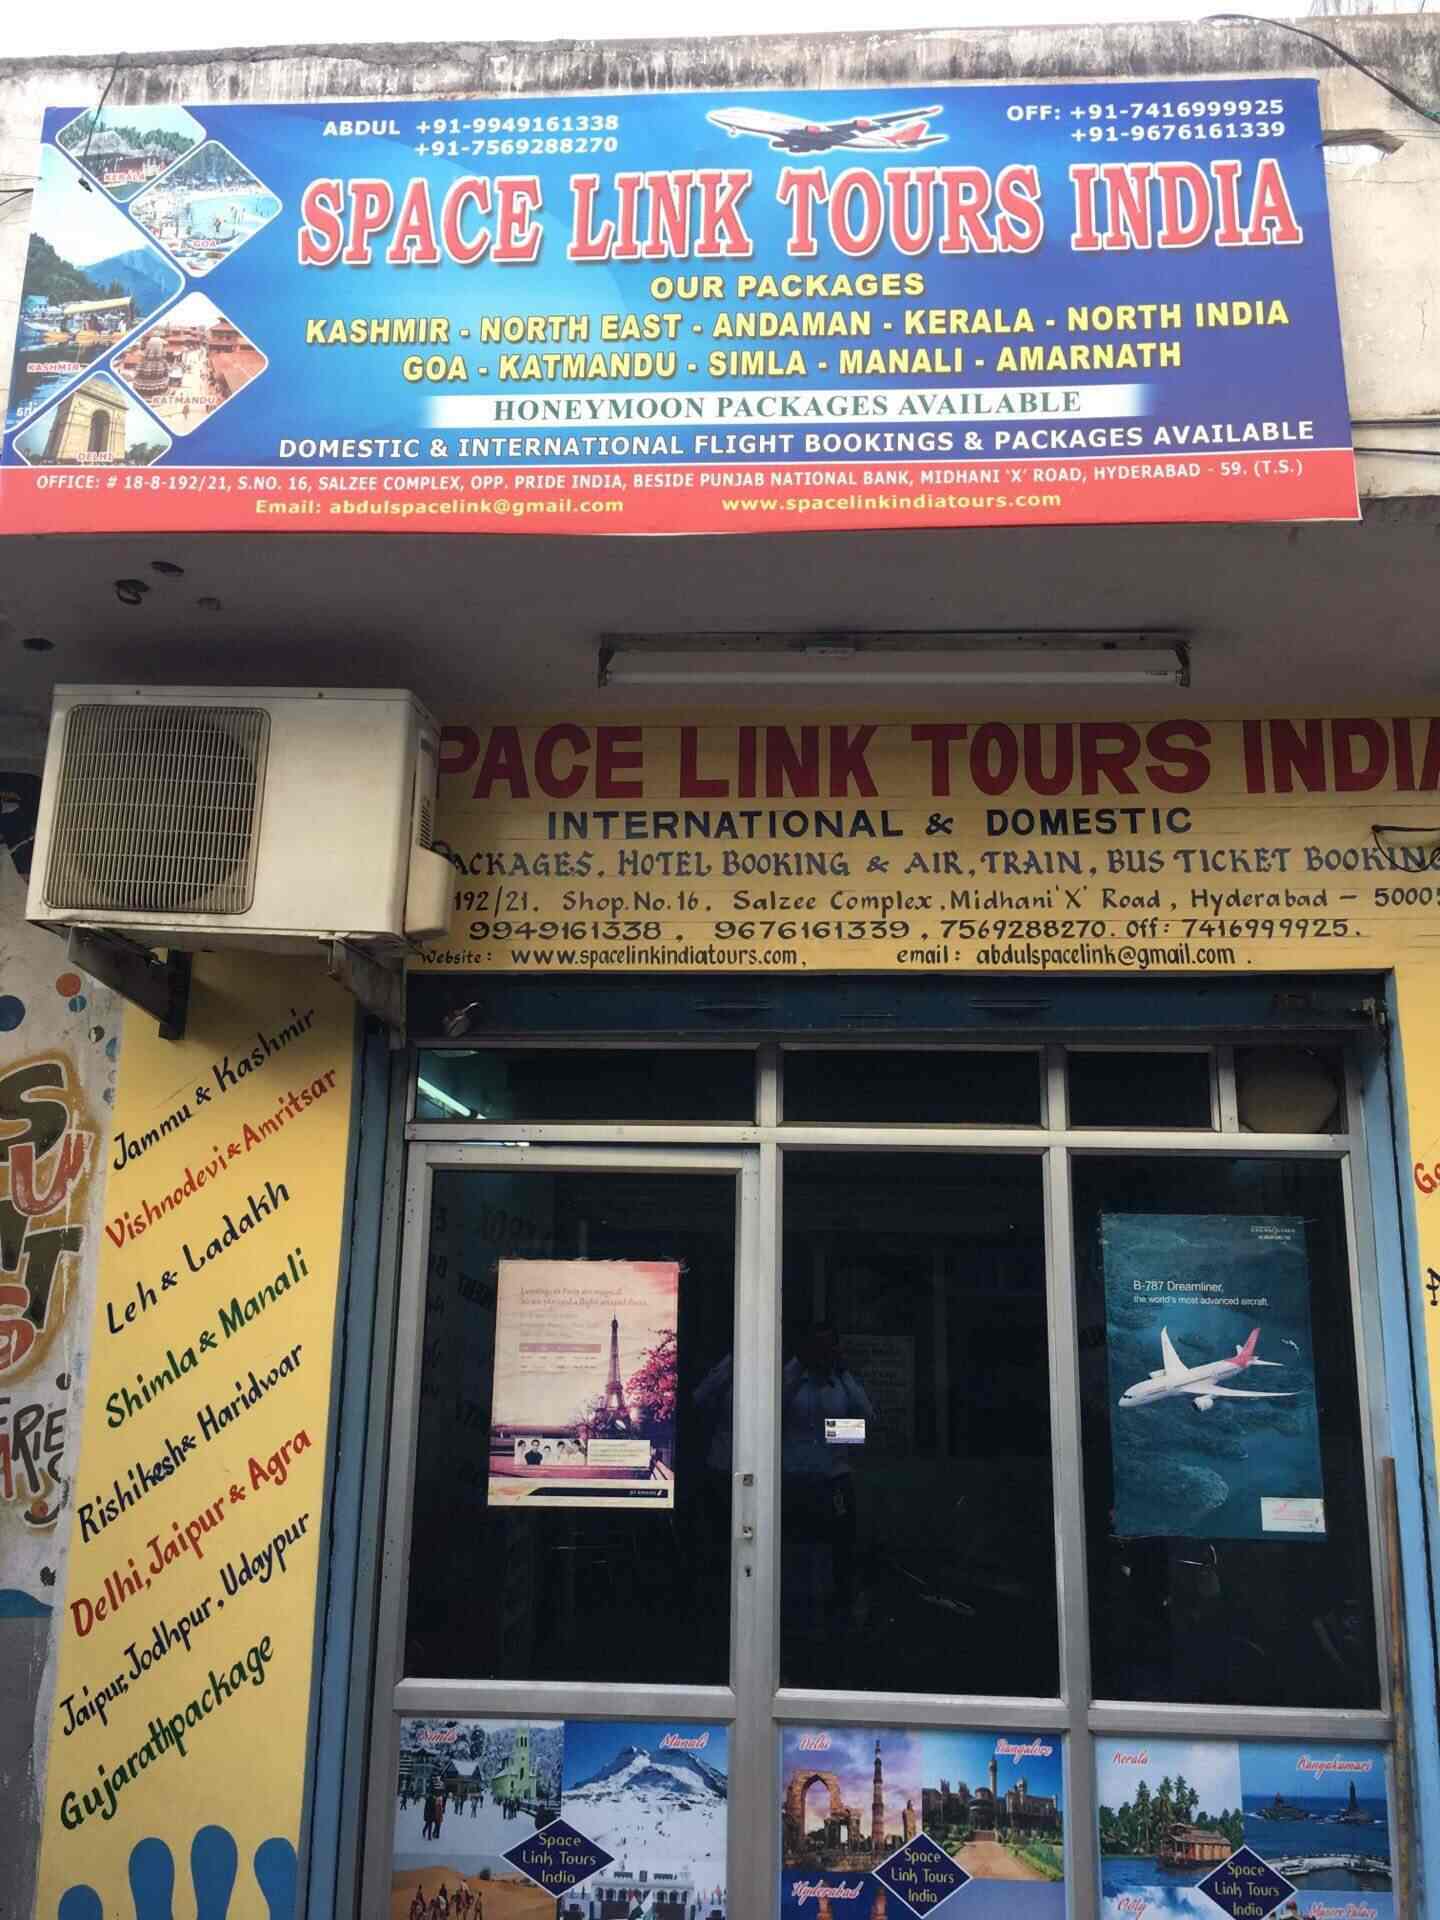 ABDUL +91-9949161338
+91-7569288270
OFF: +91-7416999925
+91-9676161339
SPACE LINK TOURS INDIA
OUR PACKAGES
KASHMIR - NORTH EAST - ANDAMAN - KERALA - NORTH INDIA
GOA - KATMANDU - SIMLA - MANALI - AMARNATH
HONEYMOON PACKAGES AVAILABLE
DOMESTIC & INTERNATIONAL FLIGHT BOOKINGS & PACKAGES AVAILABLE
OFFICE: # 18-8-192/21, S.NO. 16, SALZEE COMPLEX, OPP. PRIDE INDIA, BESIDE PUNJAB NATIONAL BANK, MIDHANI 'X' ROAD, HYDERABAD - 59. (T.S.)
Email: abdulspacelink@gmail.com www.spacelinkindiatours.com
KERALA
GOA
KASHMIR
KATMANDU
DELHI
PACE LINK TOURS INDIA
INTERNATIONAL & DOMESTIC
PACKAGES, HOTEL BOOKING & AIR, TRAIN, BUS TICKET BOOKING
192/21. Shop.No.16. Salzee Complex, Midhani 'X' Road, Hyderabad - 5000
9949161338, 9676161339, 7569288270. Off: 7416999925.
Website: www.spacelinkindiatours.com, email: abdulspacelink@gmail.com.
Jammu & Kashmir
Vishnodevi & Amritsar
Leh & Ladakh
Shimla & Manali
Rishikesh & Haridwar
Delhi, Jaipur & Agra
Jaipur, Jodhpur, Udaypur
Gujarathpackage
B-787 Dreamliner,
the world's most advanced aircraft.
Simla
Manali
Space
Link Tours
India
Delhi
Bangalore
Hyderabad
Space
Link Tours
India
Kerala
Kanyakumari
Ooty
Mysore Palace
Space
Link Tours
India